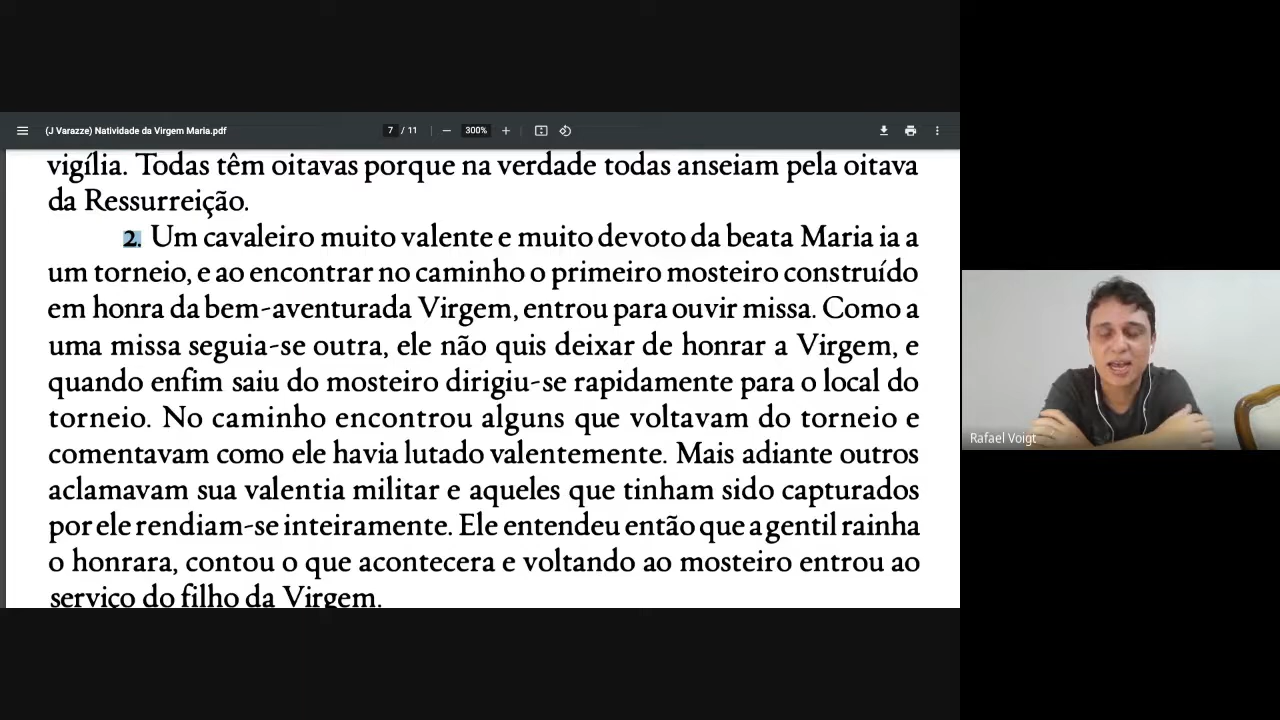 (J Varazze) Natividade da Virgem Maria.pdf
7 / 11
300%
vigília. Todas têm oitavas porque na verdade todas anseiam pela oitava
da Ressurreição.
2. Um cavaleiro muito valente e muito devoto da beata Maria ia a
um torneio, e ao encontrar no caminho o primeiro mosteiro construído
em honra da bem-aventurada Virgem, entrou para ouvir missa. Como a
uma missa seguia-se outra, ele não quis deixar de honrar a Virgem, e
quando enfim saiu do mosteiro dirigiu-se rapidamente para o local do
torneio. No caminho encontrou alguns que voltavam do torneio e
comentavam como ele havia lutado valentemente. Mais adiante outros
aclamavam sua valentia militar e aqueles que tinham sido capturados
por ele rendiam-se inteiramente. Ele entendeu então que a gentil rainha
o honrara, contou o que acontecera e voltando ao mosteiro entrou ao
serviço do filho da Virgem.
Rafael Voigt